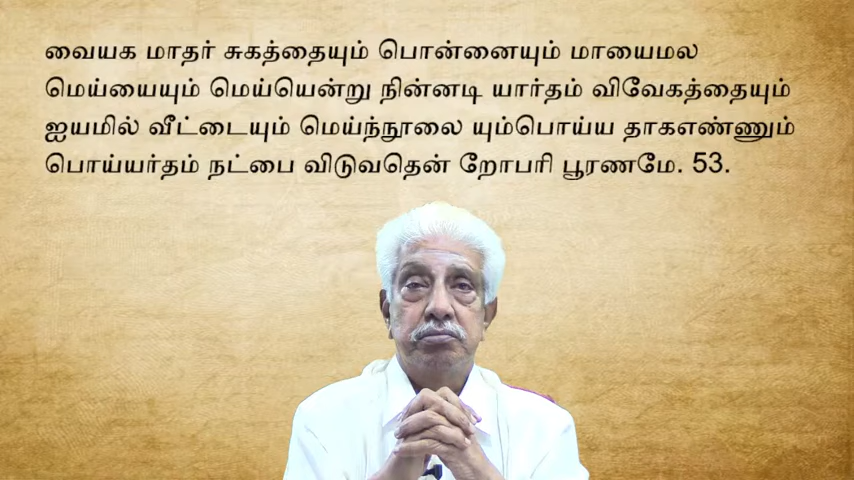 வையக மாதர் சுகத்தையும் பொன்னையும் மாயைமல
மெய்யையும் மெய்யென்று நின்னடி யார்தம் விவேகத்தையும்
ஐயமில் வீட்டையும் மெய்ந்நூலை யும்பொய்ய தாகஎண்ணும்
பொய்யர்தம் நட்பை விடுவதென் றோபரி பூரணமே. 53.